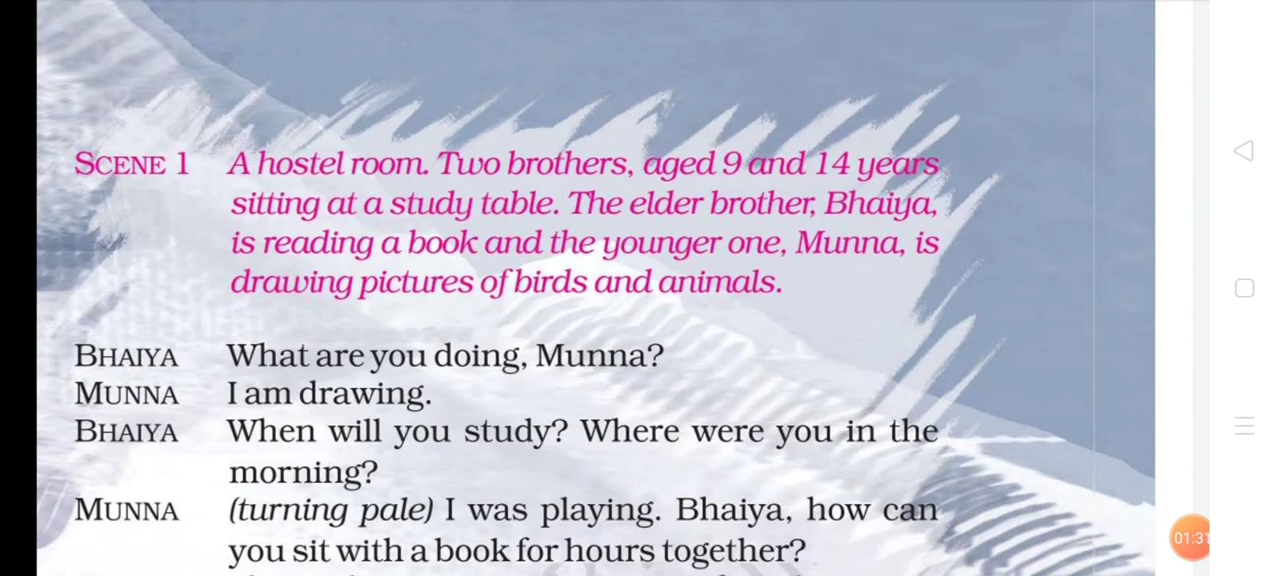 SCENE 1 A hostel room. Two brothers, aged 9 and 14 years
sitting at a study table. The elder brother, Bhaiya,
is reading a book and the younger one, Munna, is
drawing pictures of birds and animals.
BHAIYA What are you doing, Munna?
MUNNA I am drawing.
BHAIYA When will you study? Where were you in the
morning?
MUNNA (turning pale) I was playing. Bhaiya, how can
you sit with a book for hours together?
01:31